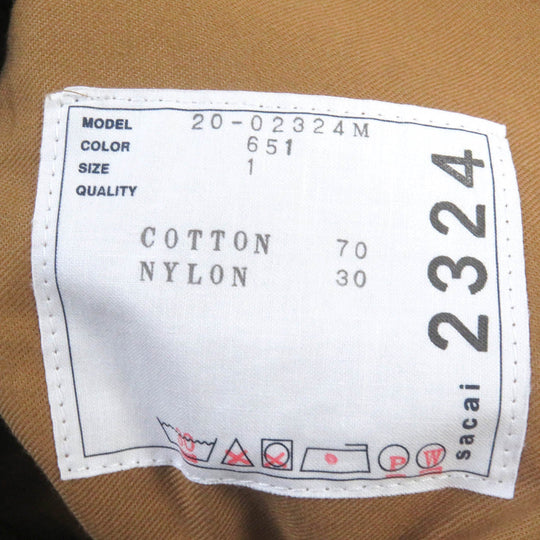 MODEL 20-02324M
COLOR 651
SIZE 1
QUALITY
COTTON 70
NYLON 30
sacai 2324
P W